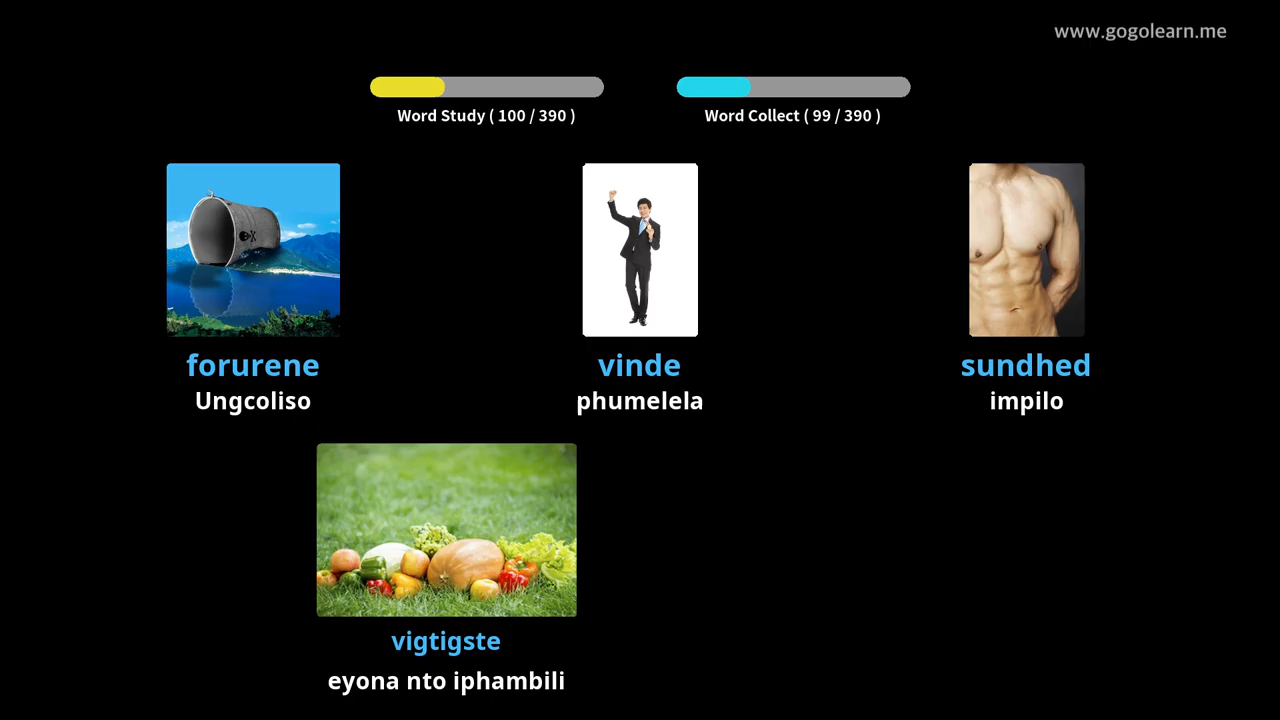 www.gogolearn.me
Word Study ( 100 / 390 )
Word Collect ( 99 / 390 )
forurene
Ungcoliso
vinde
phumelela
sundhed
impilo
vigtigste
eyona nto iphambili